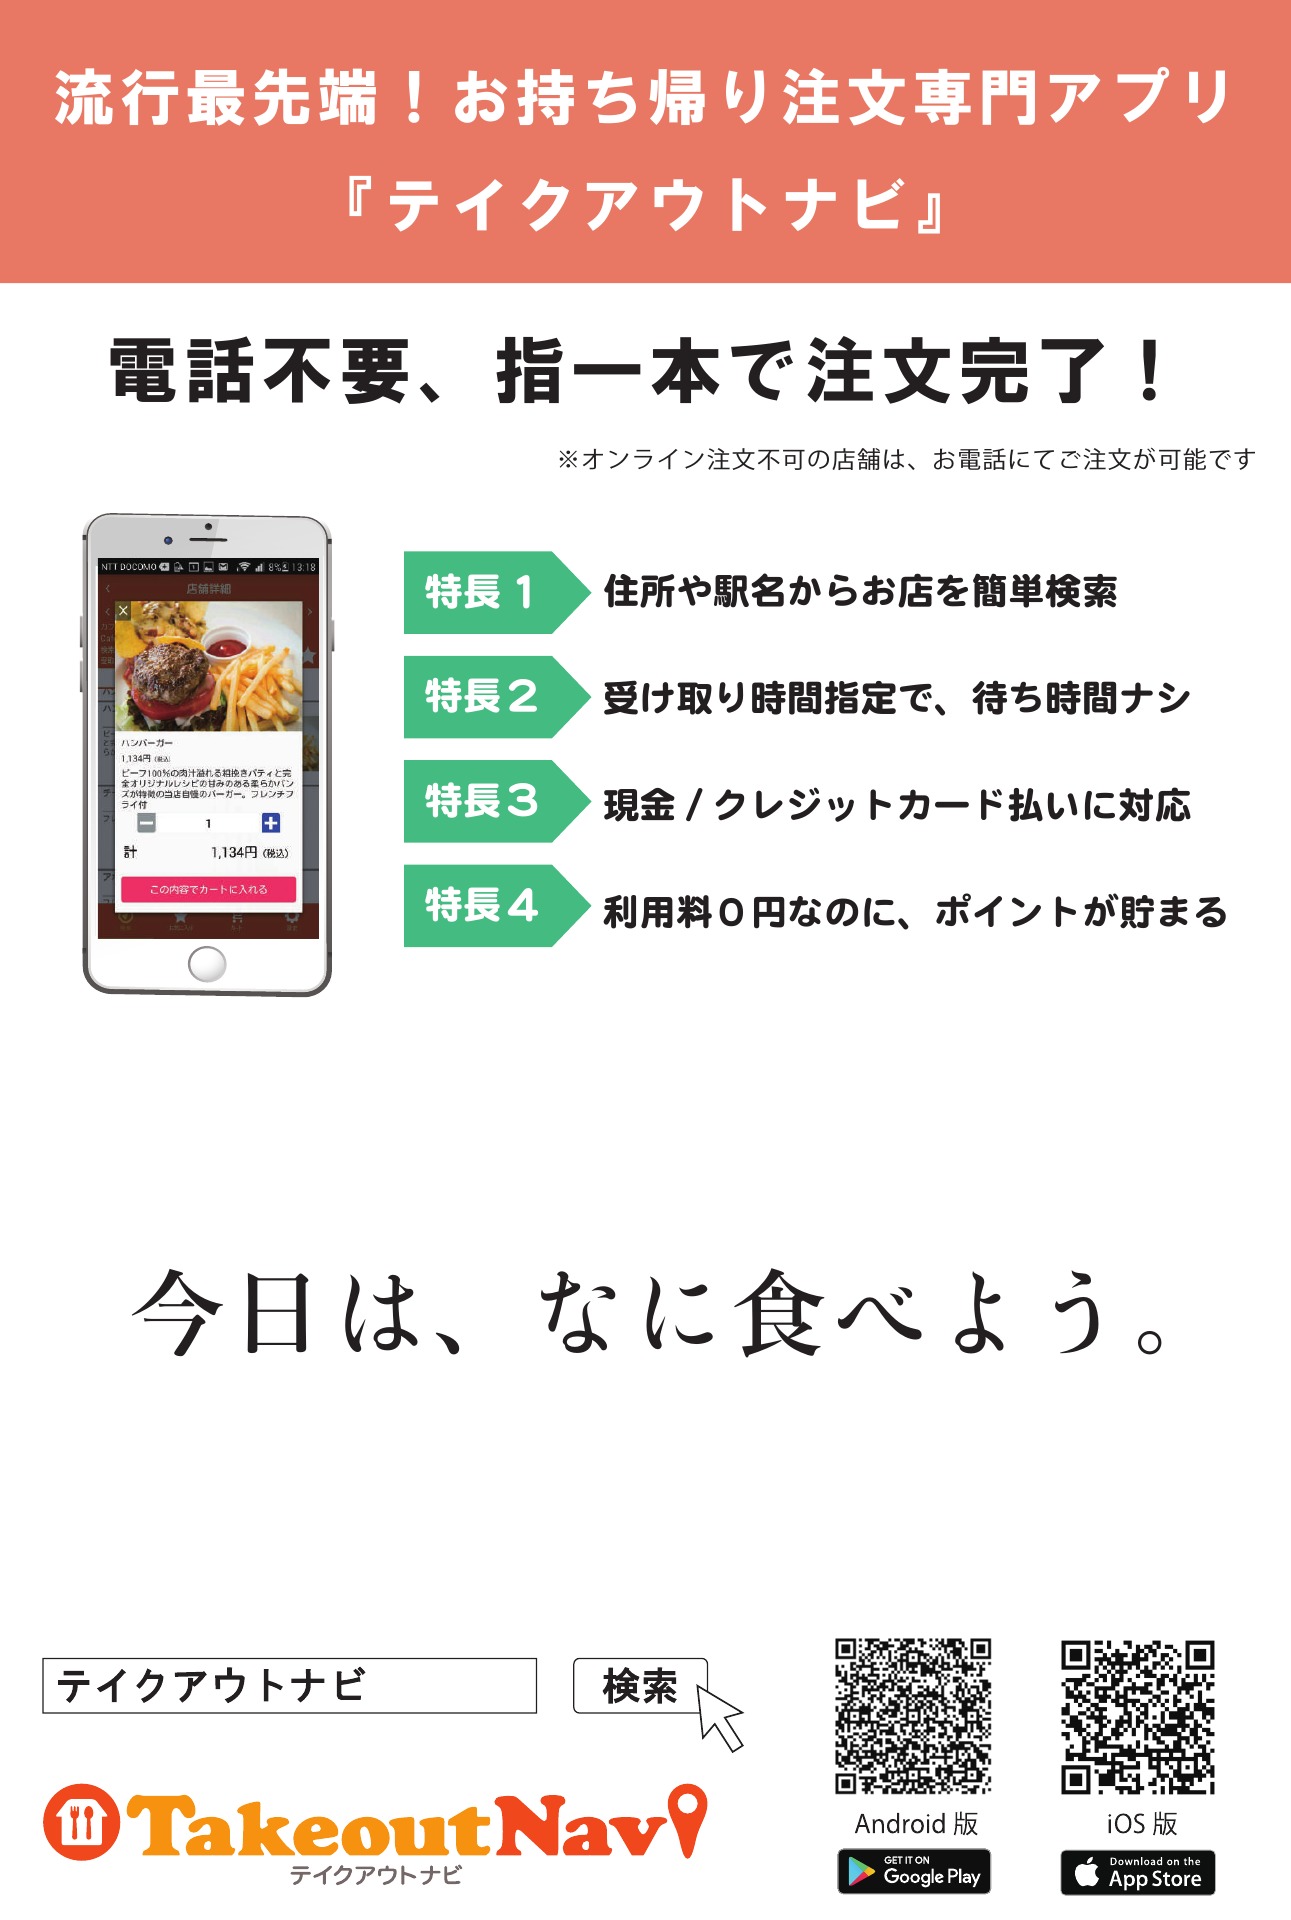 流行最先端！お持ち帰り注文専門アプリ
『テイクアウトナビ』
電話不要、指一本で注文完了！
※オンライン注文不可の店舗は、お電話にてご注文が可能です
NTT DOCOMO 8% 13:18
店舗詳細
X
ハンバーガー
1,134円（税込）
ビーフ100%の肉汁溢れる粗挽きパティと完
全オリジナルレシピの甘みのある柔らかバン
ズが特徴の当店自慢のバーガー。フレンチフ
ライ付
1
計 1,134円（税込）
この内容でカートに入れる
特長1 住所や駅名からお店を簡単検索
特長2 受け取り時間指定で、待ち時間ナシ
特長3 現金/クレジットカード払いに対応
特長4 利用料0円なのに、ポイントが貯まる
今日は、なに食べよう。
テイクアウトナビ 検索
TakeoutNavi
テイクアウトナビ
Android 版
GET IT ON
Google Play
iOS 版
Download on the
App Store